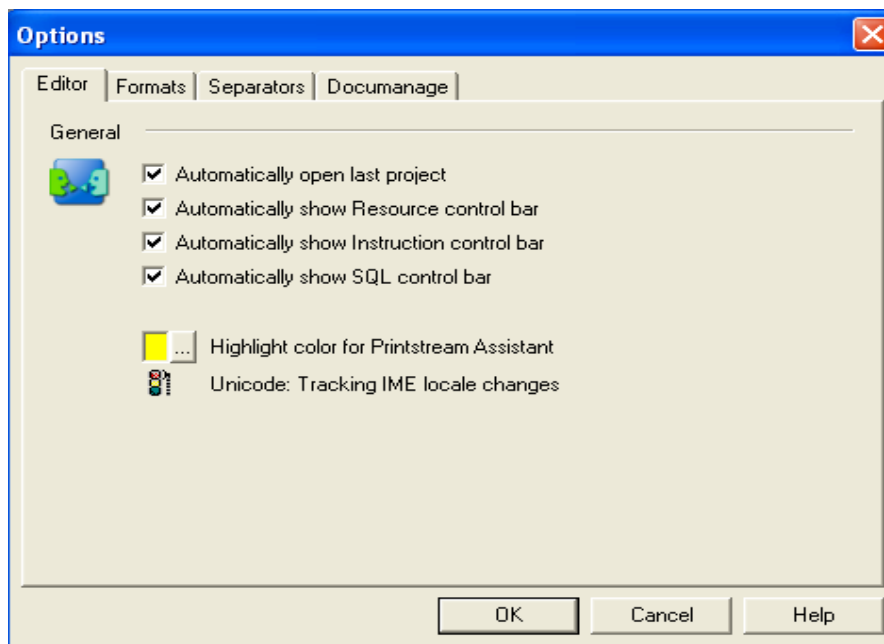 Options
Editor Formats Separators Documanage
General
Automatically open last project
Automatically show Resource control bar
Automatically show Instruction control bar
Automatically show SQL control bar
... Highlight color for Printstream Assistant
Unicode: Tracking IME locale changes
OK Cancel Help